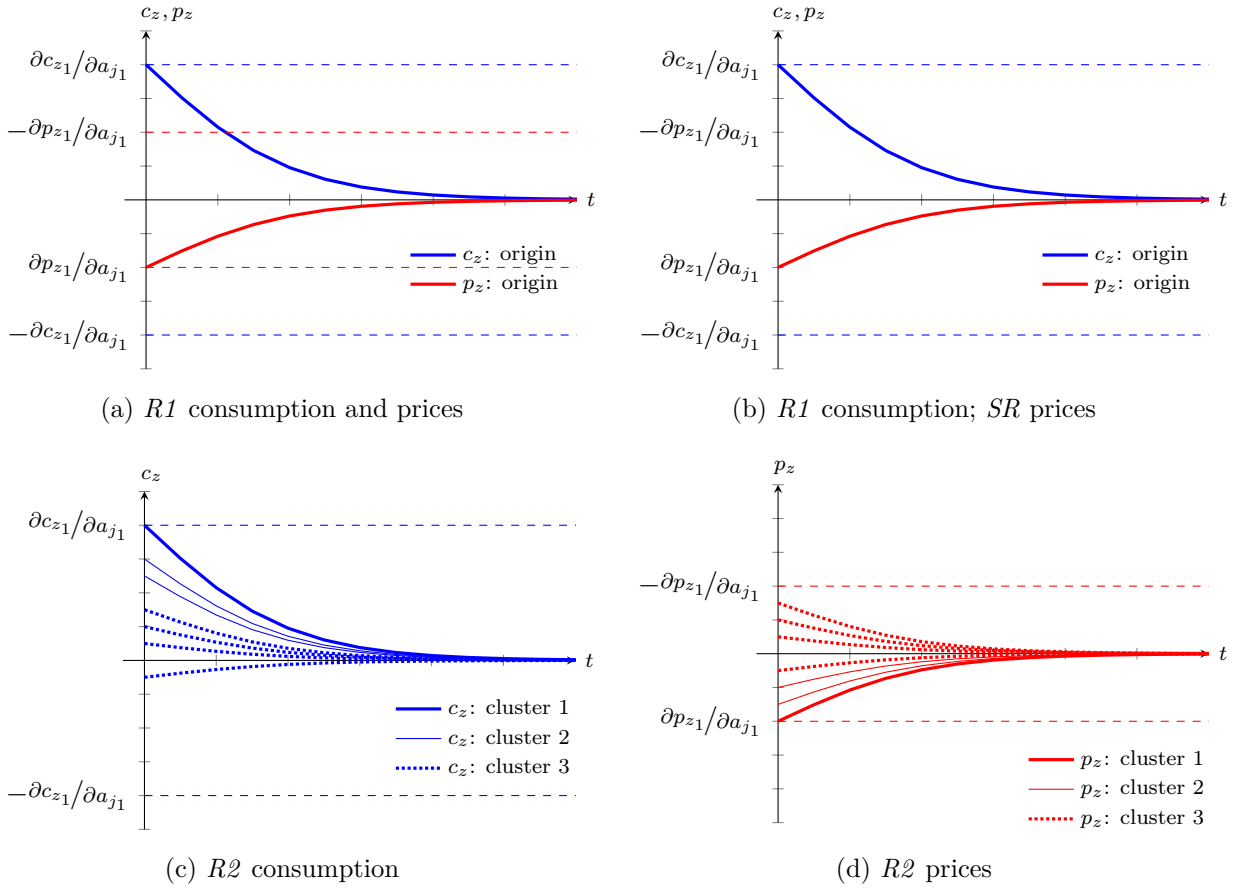 c_z, p_z
∂c_{z_1}/∂a_{j_1}
−∂p_{z_1}/∂a_{j_1}
t
∂p_{z_1}/∂a_{j_1}
−∂c_{z_1}/∂a_{j_1}
c_z: origin
p_z: origin
(a) R1 consumption and prices
c_z, p_z
∂c_{z_1}/∂a_{j_1}
−∂p_{z_1}/∂a_{j_1}
t
∂p_{z_1}/∂a_{j_1}
−∂c_{z_1}/∂a_{j_1}
c_z: origin
p_z: origin
(b) R1 consumption; SR prices
c_z
∂c_{z_1}/∂a_{j_1}
t
c_z: cluster 1
c_z: cluster 2
c_z: cluster 3
−∂c_{z_1}/∂a_{j_1}
(c) R2 consumption
p_z
−∂p_{z_1}/∂a_{j_1}
t
∂p_{z_1}/∂a_{j_1}
p_z: cluster 1
p_z: cluster 2
p_z: cluster 3
(d) R2 prices